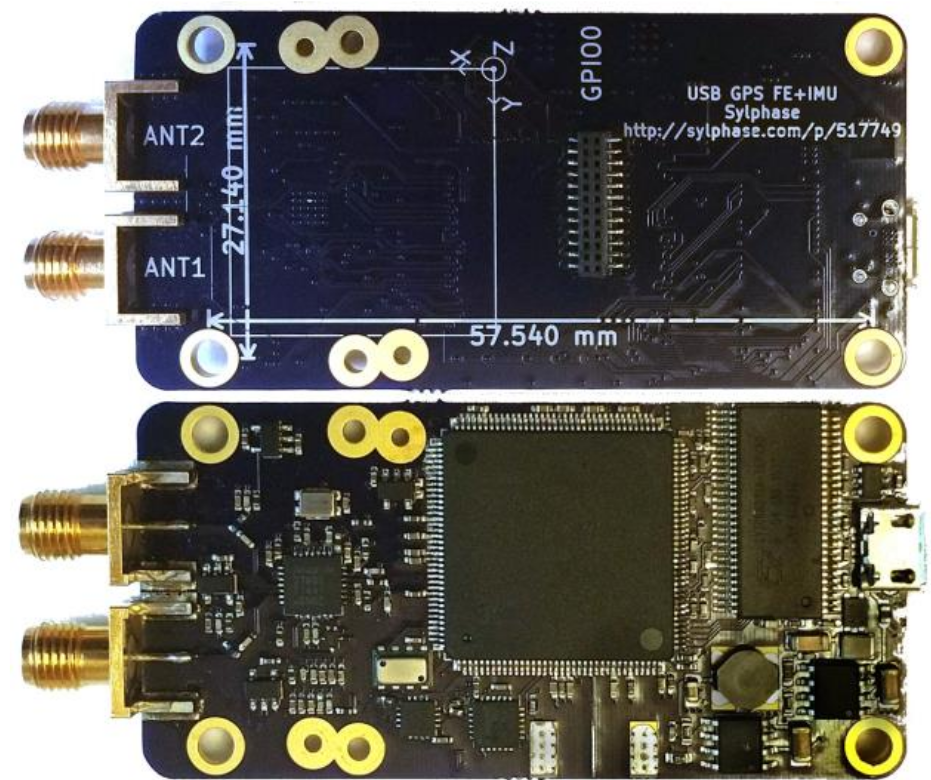 X
Z
Y
GPIO0
USB GPS FE+IMU
Sylphase
http://sylphase.com/p/517749
ANT2
27.140 mm
ANT1
57.540 mm